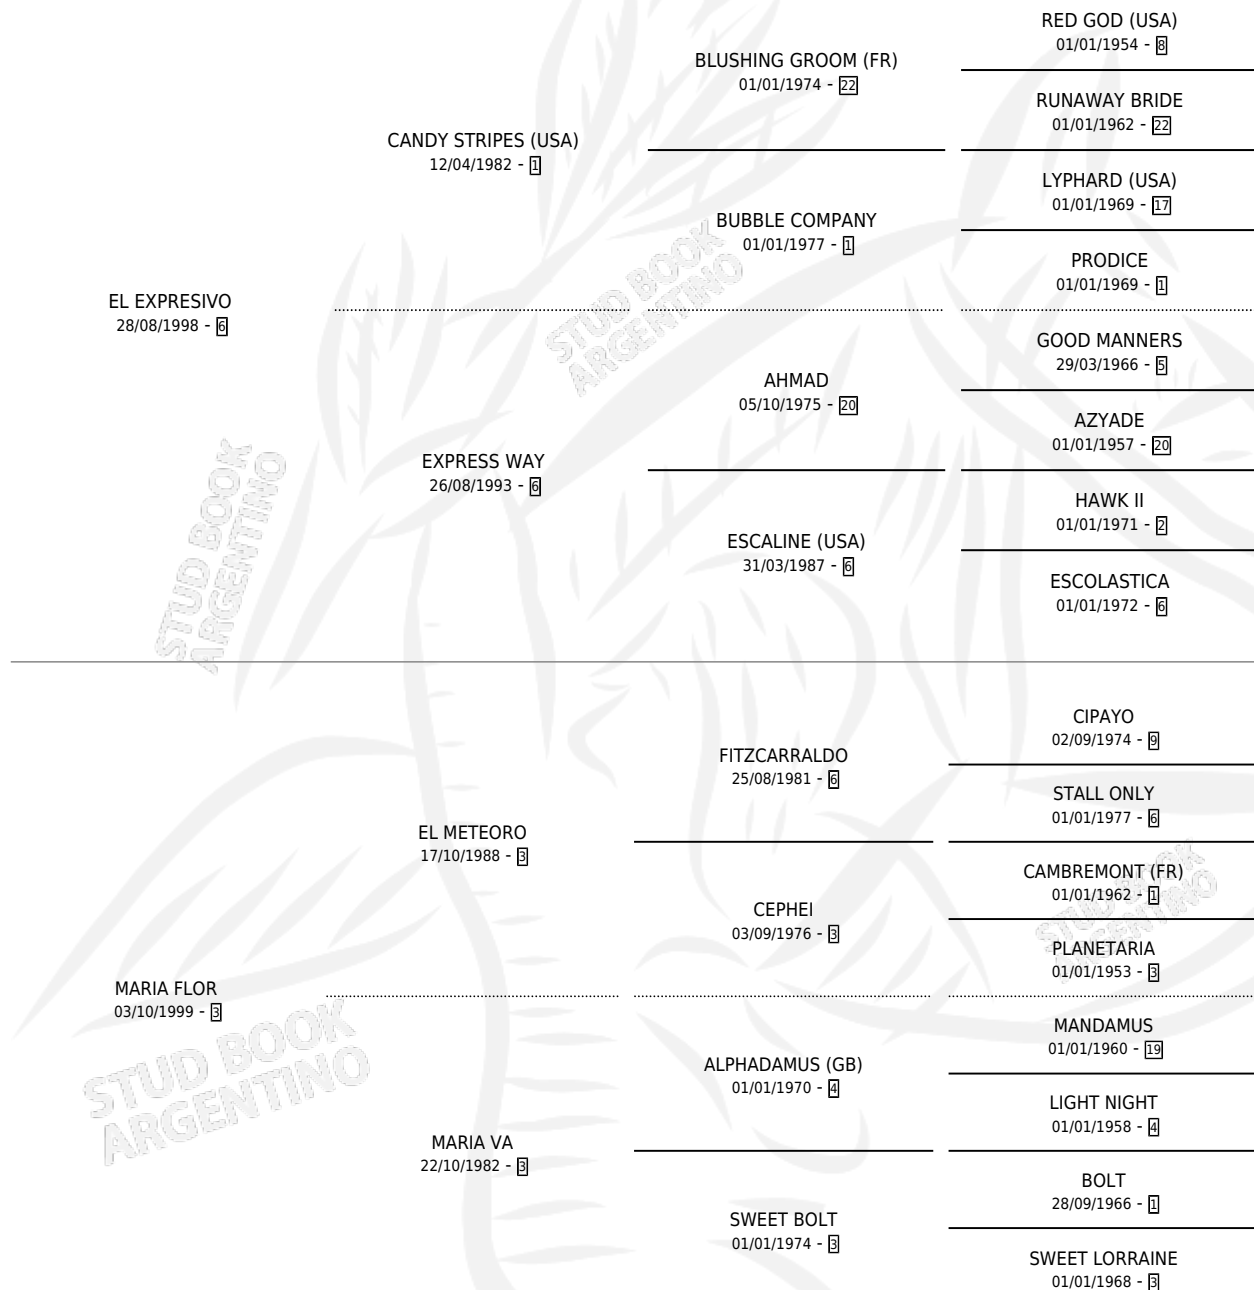 RED GOD (USA)
01/01/1954 - 8
BLUSHING GROOM (FR)
01/01/1974 - 22
RUNAWAY BRIDE
01/01/1962 - 22
CANDY STRIPES (USA)
12/04/1982 - 1
LYPHARD (USA)
01/01/1969 - 17
BUBBLE COMPANY
01/01/1977 - 1
PRODICE
01/01/1969 - 1
EL EXPRESIVO
28/08/1998 - 6
STUD BOOK
ARGENTINO
GOOD MANNERS
29/03/1966 - 5
AHMAD
05/10/1975 - 20
AZYADE
01/01/1957 - 20
EXPRESS WAY
26/08/1993 - 6
HAWK II
01/01/1971 - 2
ESCALINE (USA)
31/03/1987 - 6
ESCOLASTICA
01/01/1972 - 6
STUD BOOK
ARGENTINO
CIPAYO
02/09/1974 - 9
FITZCARRALDO
25/08/1981 - 6
STALL ONLY
01/01/1977 - 6
EL METEORO
17/10/1988 - 3
CAMBREMONT (FR)
01/01/1962 - 1
CEPHEI
03/09/1976 - 3
PLANETARIA
01/01/1953 - 3
STUD BOOK
ARGENTINO
MARIA FLOR
03/10/1999 - 3
STUD BOOK
ARGENTINO
MANDAMUS
01/01/1960 - 19
ALPHADAMUS (GB)
01/01/1970 - 4
LIGHT NIGHT
01/01/1958 - 4
MARIA VA
22/10/1982 - 3
BOLT
28/09/1966 - 1
SWEET BOLT
01/01/1974 - 3
SWEET LORRAINE
01/01/1968 - 3